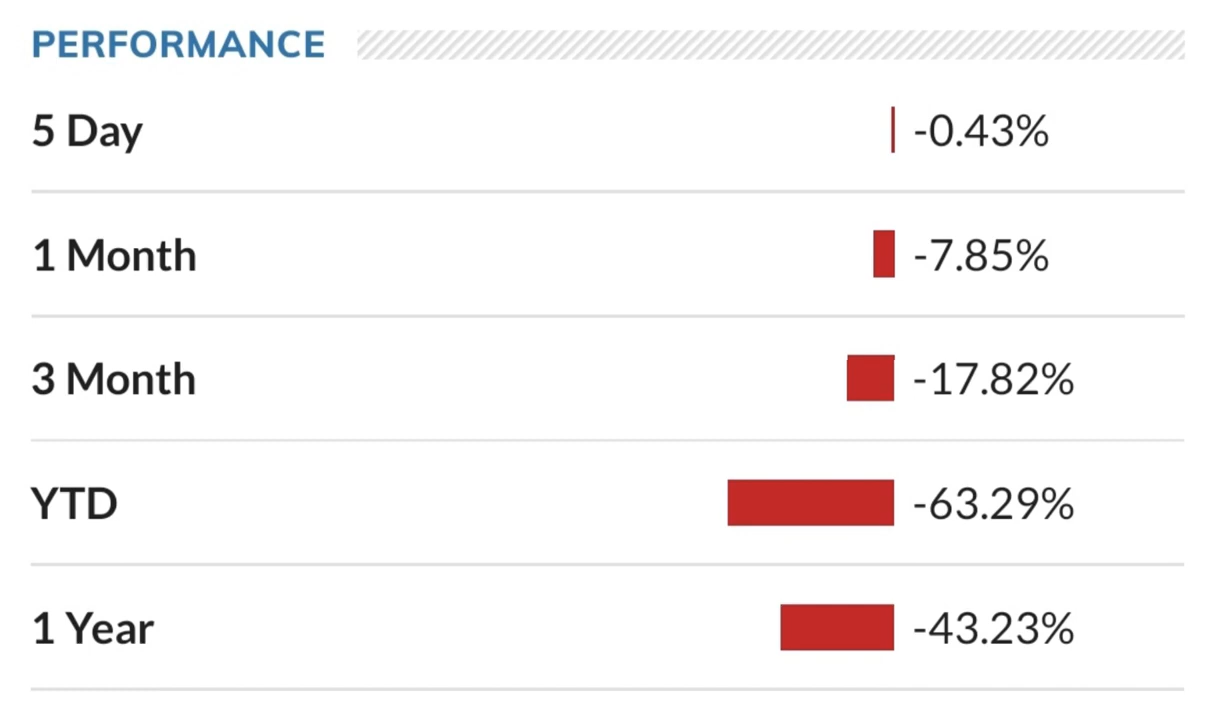 PERFORMANCE
5 Day -0.43%
1 Month -7.85%
3 Month -17.82%
YTD -63.29%
1 Year -43.23%